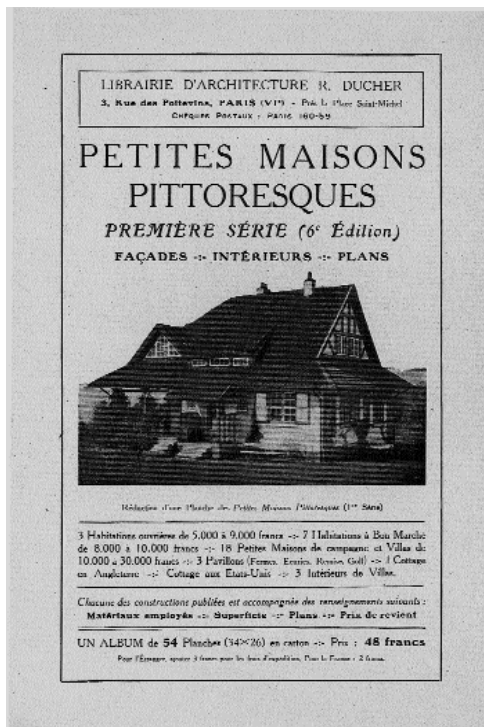 LIBRAIRIE D'ARCHITECTURE R. DUCHER
3, Rue des Poitevins, PARIS (VIe) - Près la Place Saint-Michel
CHÈQUES POSTAUX : PARIS 160-59
PETITES MAISONS
PITTORESQUES
PREMIÈRE SÉRIE (6e Édition)
FAÇADES -:- INTÉRIEURS -:- PLANS
Réduction d'une Planche des Petites Maisons Pittoresques (1re Série)
3 Habitations ouvrières de 5.000 à 9.000 francs -:- 7 Habitations à Bon Marché
de 8.000 à 10.000 francs -:- 18 Petites Maisons de campagne et Villas de
10.000 à 30.000 francs -:- 3 Pavillons (Fermes, Ecuries, Remise, Golf) -:- 1 Cottage
en Angleterre -:- Cottage aux Etats-Unis -:- 3 Intérieurs de Villas.
Chacune des constructions publiées est accompagnée des renseignements suivants :
Matériaux employés -:- Superficie -:- Plans -:- Prix de revient
UN ALBUM de 54 Planches (34×26) en carton -:- Prix : 48 francs
Pour l'Étranger, ajouter 3 francs pour les frais d'expédition, Pour la France : 2 francs.